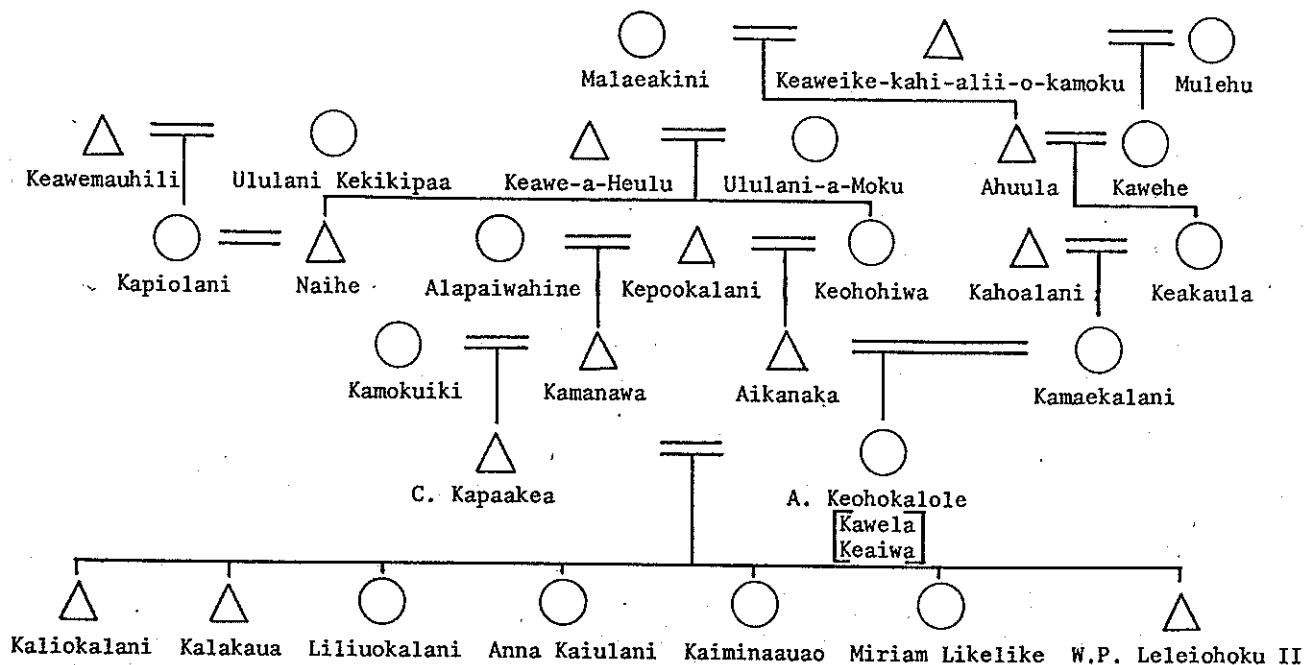 Malaeakini Keaweike-kahi-alii-o-kamoku Mulehu
Keawemauhili Ululani Kekikipaa Keawe-a-Heulu Ululani-a-Moku Ahuula Kawehe
Kapiolani Naihe Alapaiwahine Kepookalani Keohohiwa Kahoalani Keakaula
Kamokuiki Kamanawa Aikanaka Kamaekalani
C. Kapaakea A. Keohokalole
Kawela
Keaiwa
Kaliokalani Kalakaua Liliuokalani Anna Kaiulani Kaiminaauao Miriam Likelike W.P. Leleiohoku II